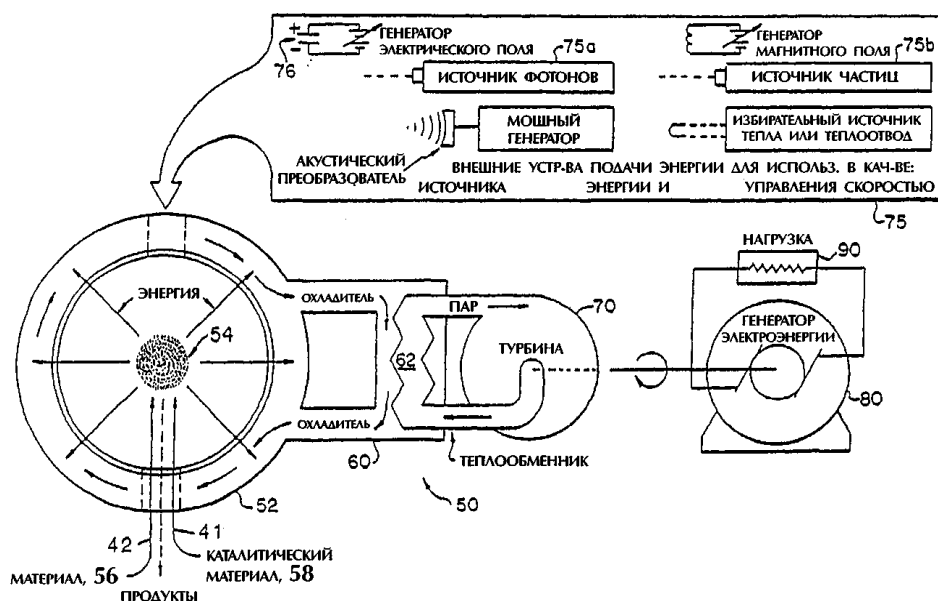 ГЕНЕРАТОР
ЭЛЕКТРИЧЕСКОГО ПОЛЯ
76
75a
ИСТОЧНИК ФОТОНОВ
ГЕНЕРАТОР
МАГНИТНОГО ПОЛЯ
75b
ИСТОЧНИК ЧАСТИЦ
МОШНЫЙ
ГЕНЕРАТОР
ИЗБИРАТЕЛЬНЫЙ ИСТОЧНИК
ТЕПЛА ИЛИ ТЕПЛООТВОД
АКУСТИЧЕСКИЙ
ПРЕОБРАЗОВАТЕЛЬ
ВНЕШНИЕ УСТР-ВА ПОДАЧИ ЭНЕРГИИ ДЛЯ ИСПОЛЬЗ. В КАЧ-ВЕ:
ИСТОЧНИКА ЭНЕРГИИ И УПРАВЛЕНИЯ СКОРОСТЬЮ
75
НАГРУЗКА
90
ЭНЕРГИЯ
54
ОХЛАДИТЕЛЬ
ПАР
70
62
ТУРБИНА
ГЕНЕРАТОР
ЭЛЕКТРОЭНЕРГИИ
80
ОХЛАДИТЕЛЬ
60
ТЕПЛООБМЕННИК
50
52
42
41
КАТАЛИТИЧЕСКИЙ
МАТЕРИАЛ, 58
МАТЕРИАЛ, 56
ПРОДУКТЫ